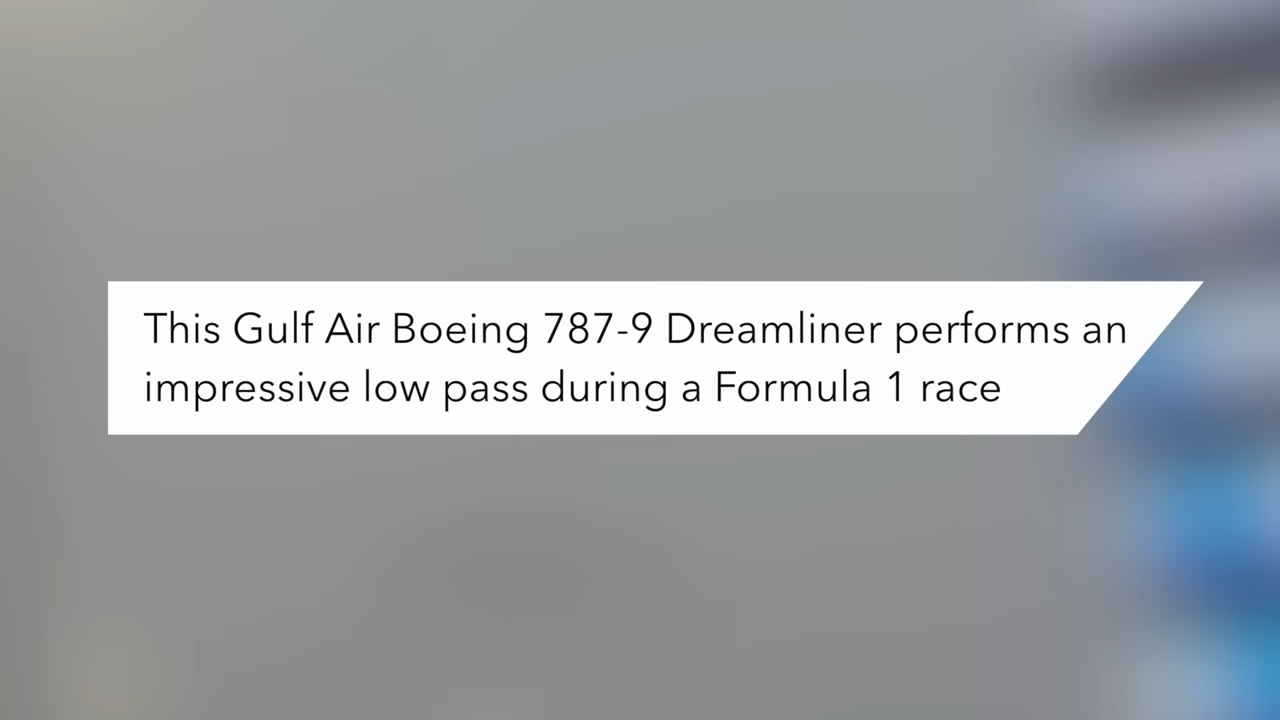 This Gulf Air Boeing 787-9 Dreamliner performs an
impressive low pass during a Formula 1 race